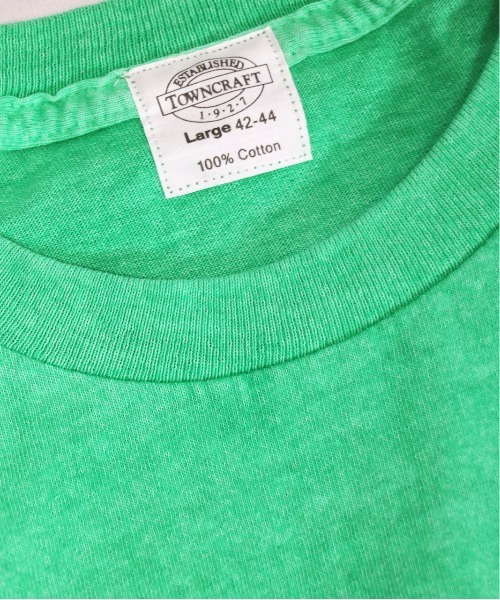 ESTABLISHED
TOWNCRAFT
1·9·2·7
Large 42-44
100% Cotton